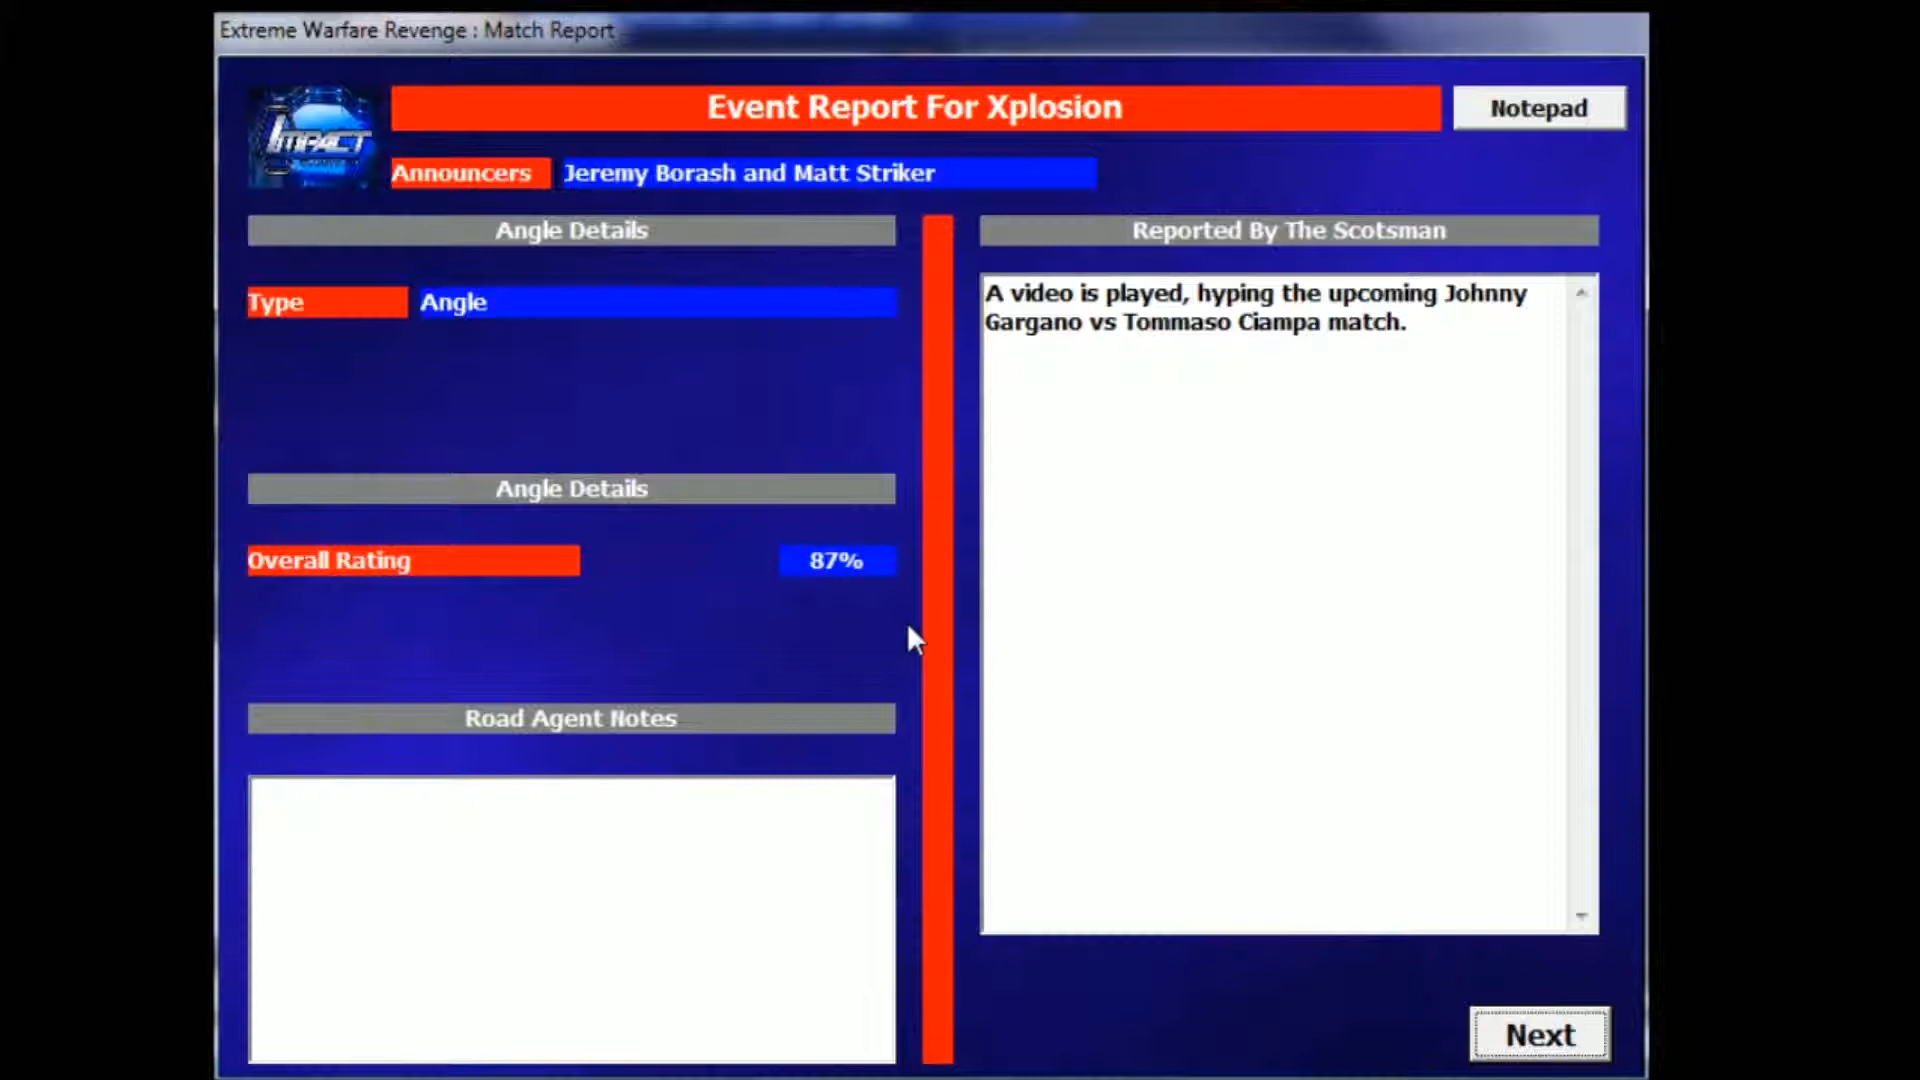 Extreme Warfare Revenge : Match Report
Event Report For Xplosion
Notepad
IMPACT
Announcers
Jeremy Borash and Matt Striker
Angle Details
Reported By The Scotsman
Type
Angle
A video is played, hyping the upcoming Johnny
Gargano vs Tommaso Ciampa match.
Angle Details
Overall Rating
87%
Road Agent Notes
Next